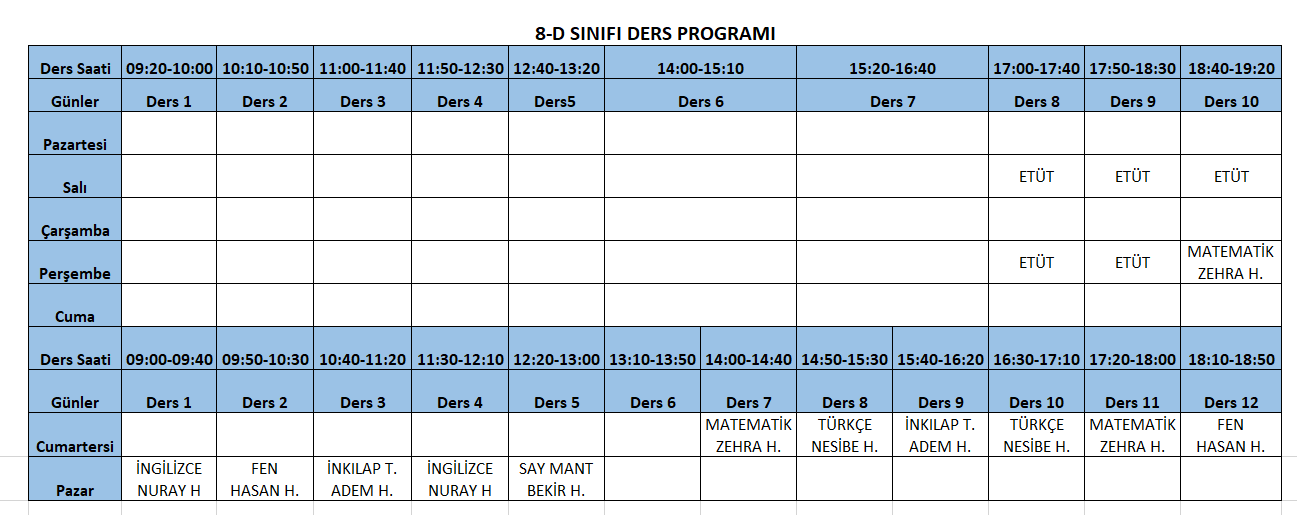 8-D SINIFI DERS PROGRAMI
Ders Saati 09:20-10:00 10:10-10:50 11:00-11:40 11:50-12:30 12:40-13:20 14:00-15:10 15:20-16:40 17:00-17:40 17:50-18:30 18:40-19:20
Günler Ders 1 Ders 2 Ders 3 Ders 4 Ders5 Ders 6 Ders 7 Ders 8 Ders 9 Ders 10
Pazartesi
Salı ETÜT ETÜT ETÜT
Çarşamba
Perşembe ETÜT ETÜT MATEMATİK
ZEHRA H.
Cuma
Ders Saati 09:00-09:40 09:50-10:30 10:40-11:20 11:30-12:10 12:20-13:00 13:10-13:50 14:00-14:40 14:50-15:30 15:40-16:20 16:30-17:10 17:20-18:00 18:10-18:50
Günler Ders 1 Ders 2 Ders 3 Ders 4 Ders 5 Ders 6 Ders 7 Ders 8 Ders 9 Ders 10 Ders 11 Ders 12
MATEMATİK TÜRKÇE İNKILAP T. TÜRKÇE MATEMATİK FEN
Cumartersi ZEHRA H. NESİBE H. ADEM H. NESİBE H. ZEHRA H. HASAN H.
İNGİLİZCE FEN İNKILAP T. İNGİLİZCE SAY MANT
Pazar NURAY H HASAN H. ADEM H. NURAY H BEKİR H.